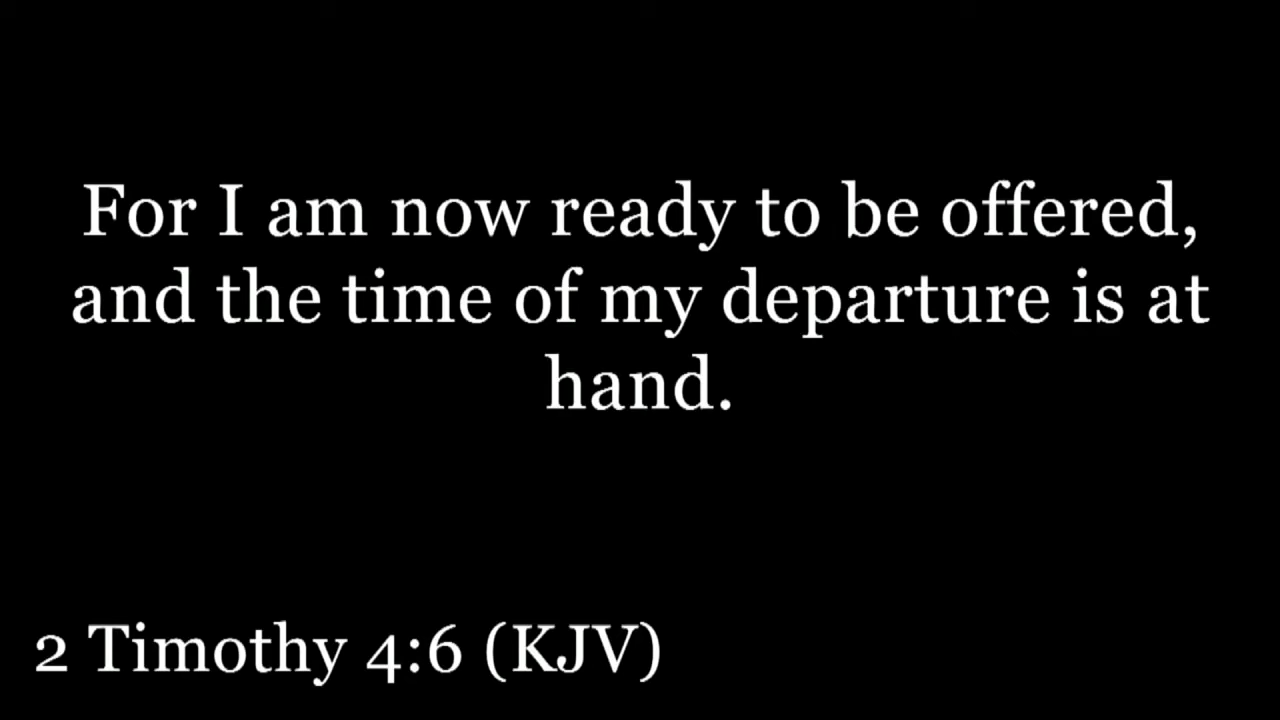 For I am now ready to be offered,
and the time of my departure is at
hand.
2 Timothy 4:6 (KJV)